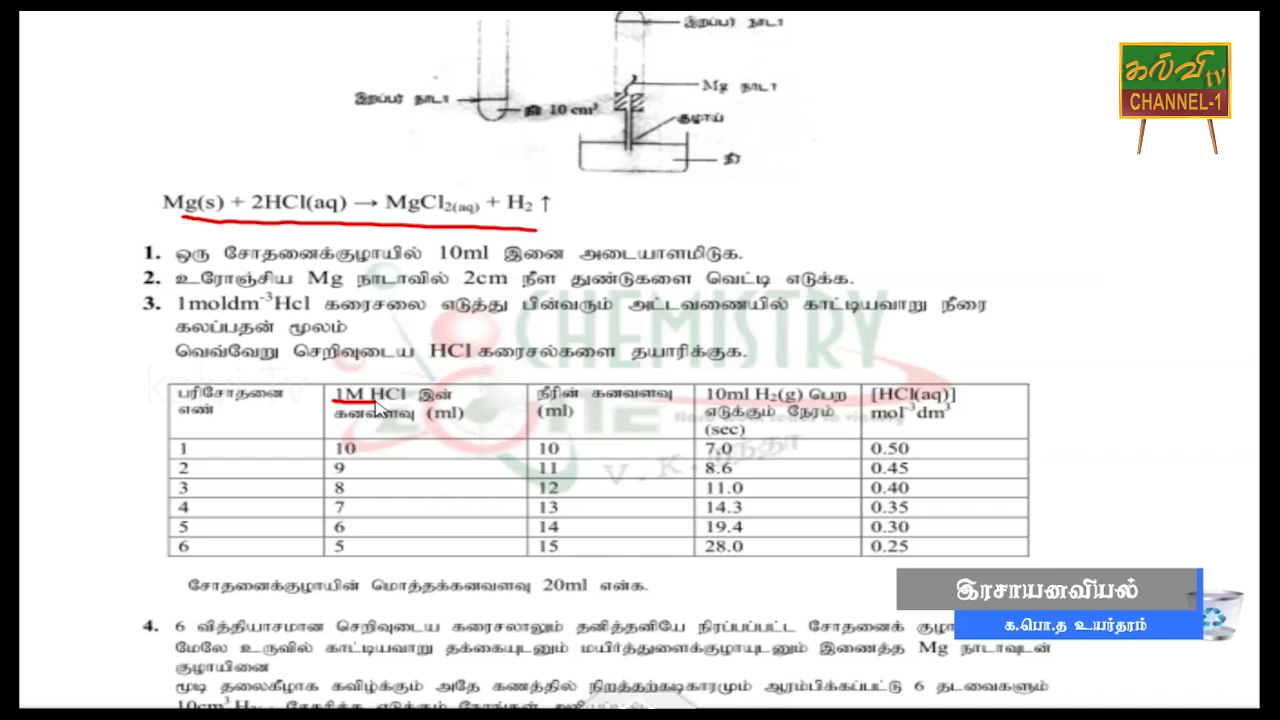 இறப்பர் நாடா
கல்வி tv
CHANNEL-1
Mg நாடா
இறப்பர் நாடா
10 cm³
குழாய்
நீர்
Mg(s) + 2HCl(aq) → MgCl₂(aq) + H₂ ↑
1. ஒரு சோதனைக்குழாயில் 10ml இனை அடையாளமிடுக.
2. உரோஞ்சிய Mg நாடாவில் 2cm நீள துண்டுகளை வெட்டி எடுக்க.
3. 1moldm⁻³Hcl கரைசலை எடுத்து பின்வரும் அட்டவணையில் காட்டியவாறு நீரை
கலப்பதன் மூலம்
வெவ்வேறு செறிவுடைய HCl கரைசல்களை தயாரிக்குக.
CHEMISTRY
ZONE
பரிசோதனை எண் | 1M HCl இன் கனவளவு (ml) | நீரின் கனவளவு (ml) | 10ml H₂(g) பெற எடுக்கும் நேரம் (sec) | [HCl(aq)] mol⁻³dm³
1 | 10 | 10 | 7.0 | 0.50
2 | 9 | 11 | 8.6 | 0.45
3 | 8 | 12 | 11.0 | 0.40
4 | 7 | 13 | 14.3 | 0.35
5 | 6 | 14 | 19.4 | 0.30
6 | 5 | 15 | 28.0 | 0.25
சோதனைக்குழாயின் மொத்தக்கனவளவு 20ml என்க.
இரசாயனவியல்
க.பொ.த உயர்தரம்
4. 6 வித்தியாசமான செறிவுடைய கரைசலாலும் தனித்தனியே நிரப்பப்பட்ட சோதனைக்
மேலே உருவில் காட்டியவாறு தக்கையுடனும் மயிர்த்துளைக்குழாயுடனும் இணைத்த Mg நாடாவுடன்
குழாயினை
மூடி தலைகீழாக கவிழ்க்கும் அதே கணத்தில் நிறுத்தற்கடிகாரமும் ஆரம்பிக்கப்பட்டு 6 தடவைகளும்